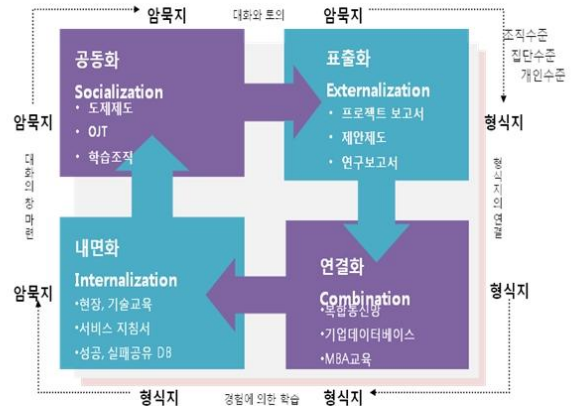 암묵지 대화와 토의 암묵지
조직수준
집단수준
개인수준
공동화
Socialization
• 도제제도
• OJT
• 학습조직
표출화
Externalization
• 프로젝트 보고서
• 제안제도
• 연구보고서
암묵지
형식지
대화의 장 마련
형식지의 연결
내면화
Internalization
•현장, 기술교육
•서비스 지침서
•성공, 실패공유 DB
연결화
Combination
•복합통신망
•기업데이터베이스
•MBA교육
암묵지
형식지
형식지 경험에 의한 학습 형식지